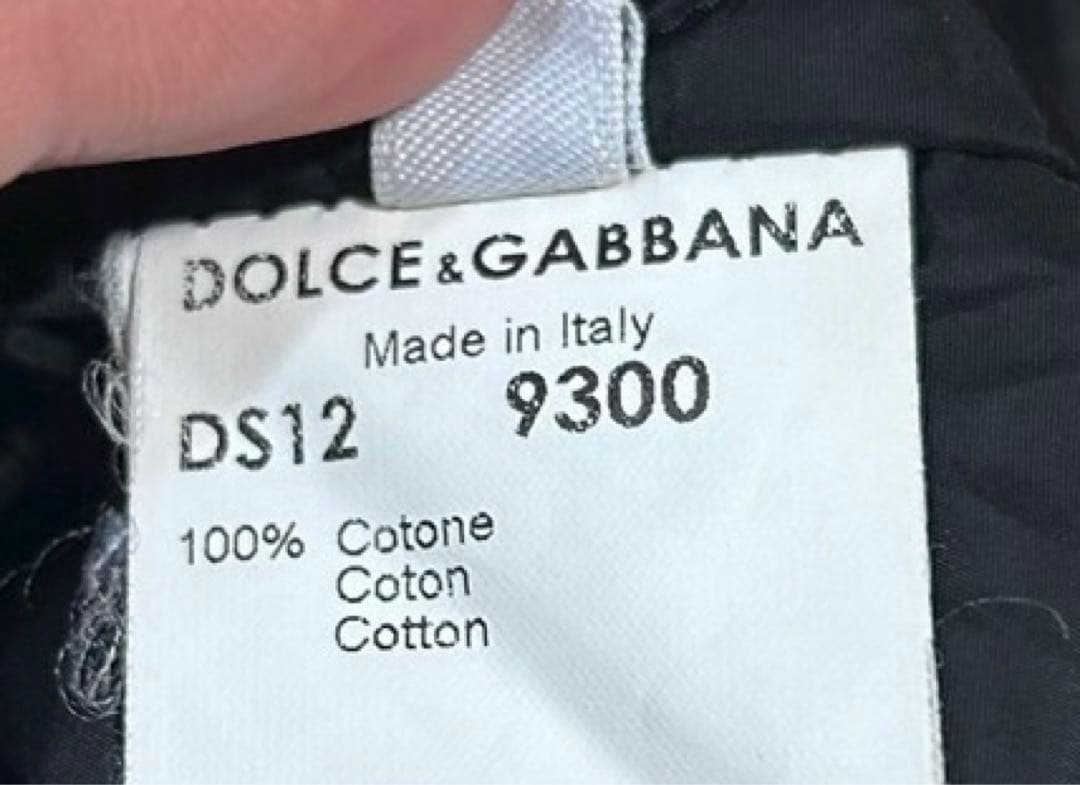 DOLCE&GABBANA
Made in Italy
DS12 9300
100% Cotone
Coton
Cotton